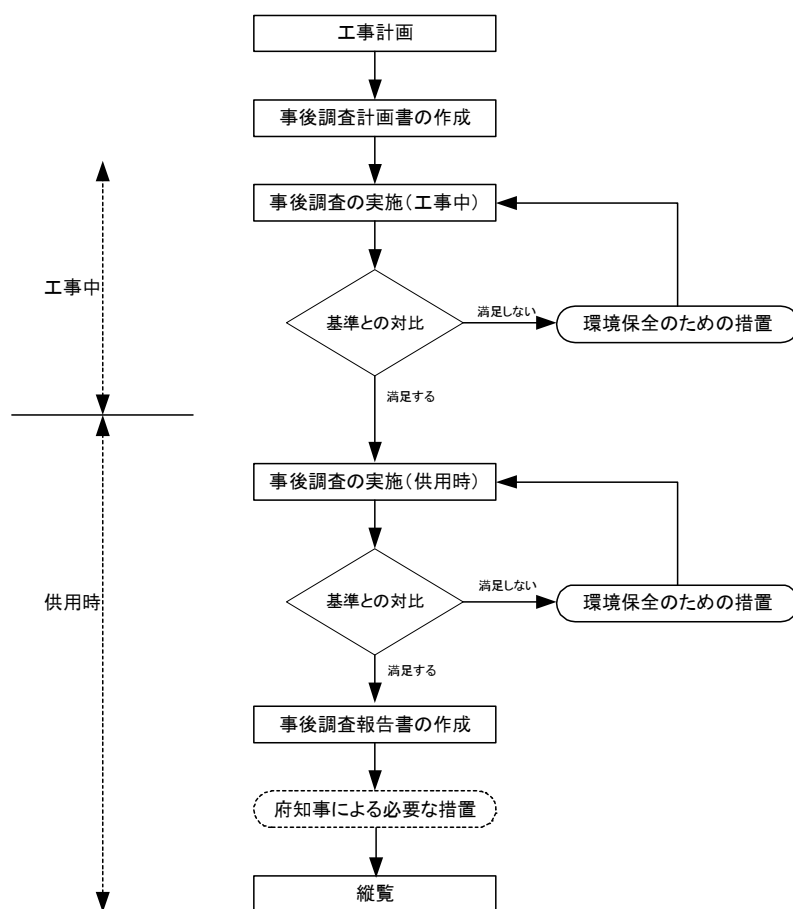 工事計画
事後調査計画書の作成
事後調査の実施(工事中)
工事中
基準との対比
満足しない
環境保全のための措置
満足する
事後調査の実施(供用時)
供用時
基準との対比
満足しない
環境保全のための措置
満足する
事後調査報告書の作成
府知事による必要な措置
縦覧